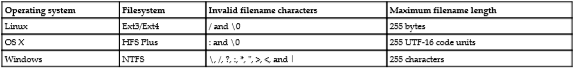 Operating system Filesystem Invalid filename characters Maximum filename length
Linux Ext3/Ext4 / and \0 255 bytes
OS X HFS Plus : and \0 255 UTF-16 code units
Windows NTFS \, /, ?, :, *, ", >, <, and | 255 characters